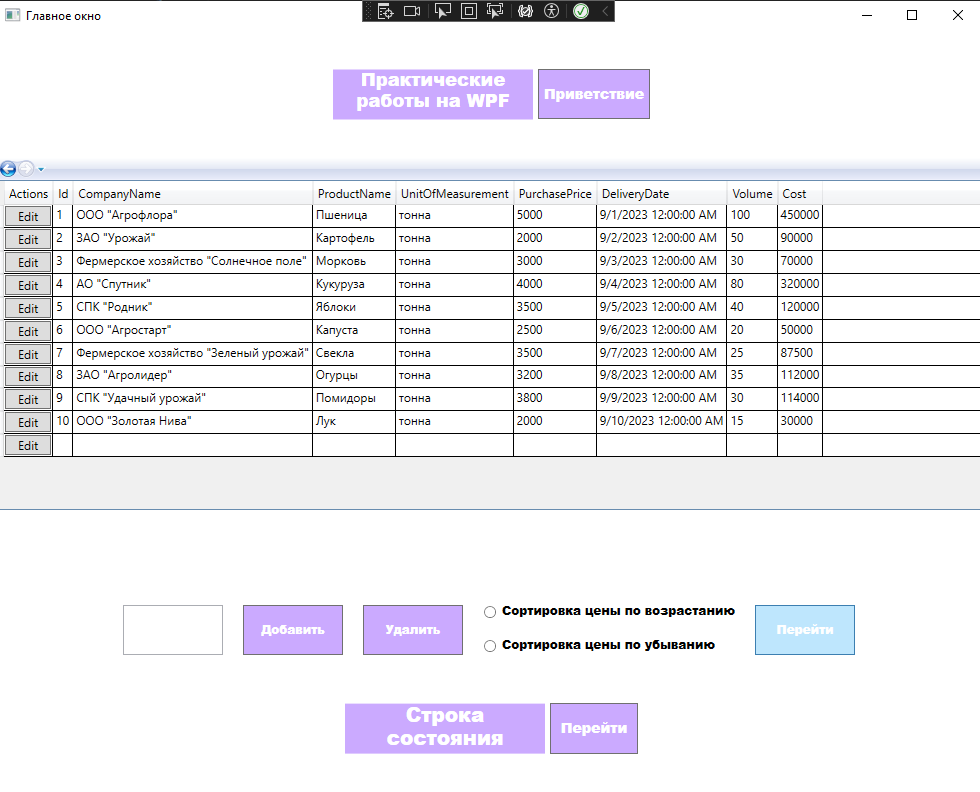 Главное окно
Практические
работы на WPF
Приветствие
Actions Id CompanyName ProductName UnitOfMeasurement PurchasePrice DeliveryDate Volume Cost
Edit 1 ООО "Агрофлора" Пшеница тонна 5000 9/1/2023 12:00:00 AM 100 450000
Edit 2 ЗАО "Урожай" Картофель тонна 2000 9/2/2023 12:00:00 AM 50 90000
Edit 3 Фермерское хозяйство "Солнечное поле" Морковь тонна 3000 9/3/2023 12:00:00 AM 30 70000
Edit 4 АО "Спутник" Кукуруза тонна 4000 9/4/2023 12:00:00 AM 80 320000
Edit 5 СПК "Родник" Яблоки тонна 3500 9/5/2023 12:00:00 AM 40 120000
Edit 6 ООО "Агростарт" Капуста тонна 2500 9/6/2023 12:00:00 AM 20 50000
Edit 7 Фермерское хозяйство "Зеленый урожай" Свекла тонна 3500 9/7/2023 12:00:00 AM 25 87500
Edit 8 ЗАО "Агролидер" Огурцы тонна 3200 9/8/2023 12:00:00 AM 35 112000
Edit 9 СПК "Удачный урожай" Помидоры тонна 3800 9/9/2023 12:00:00 AM 30 114000
Edit 10 ООО "Золотая Нива" Лук тонна 2000 9/10/2023 12:00:00 AM 15 30000
Edit
Добавить
Удалить
Сортировка цены по возрастанию
Сортировка цены по убыванию
Перейти
Строка
состояния
Перейти